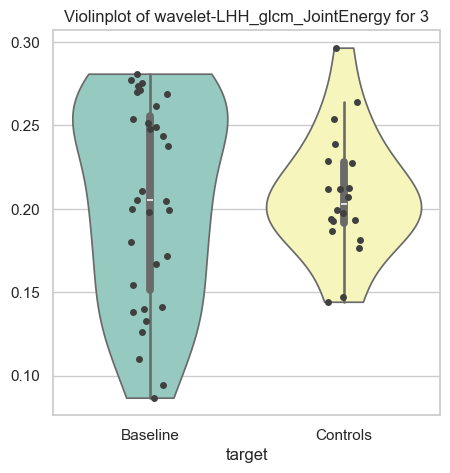 Violinplot of wavelet-LHH_glcm_JointEnergy for 3
0.30
0.25
0.20
0.15
0.10
Baseline
Controls
target